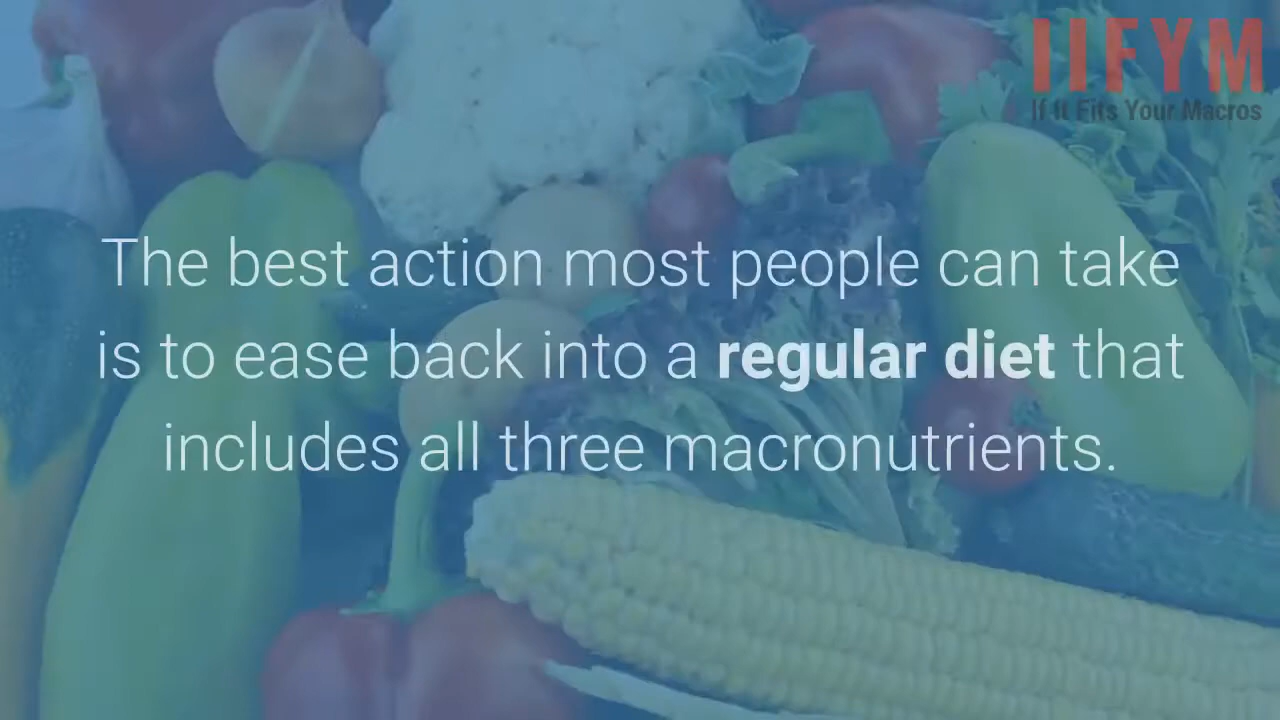 IIFYM
If It Fits Your Macros
The best action most people can take
is to ease back into a regular diet that
includes all three macronutrients.